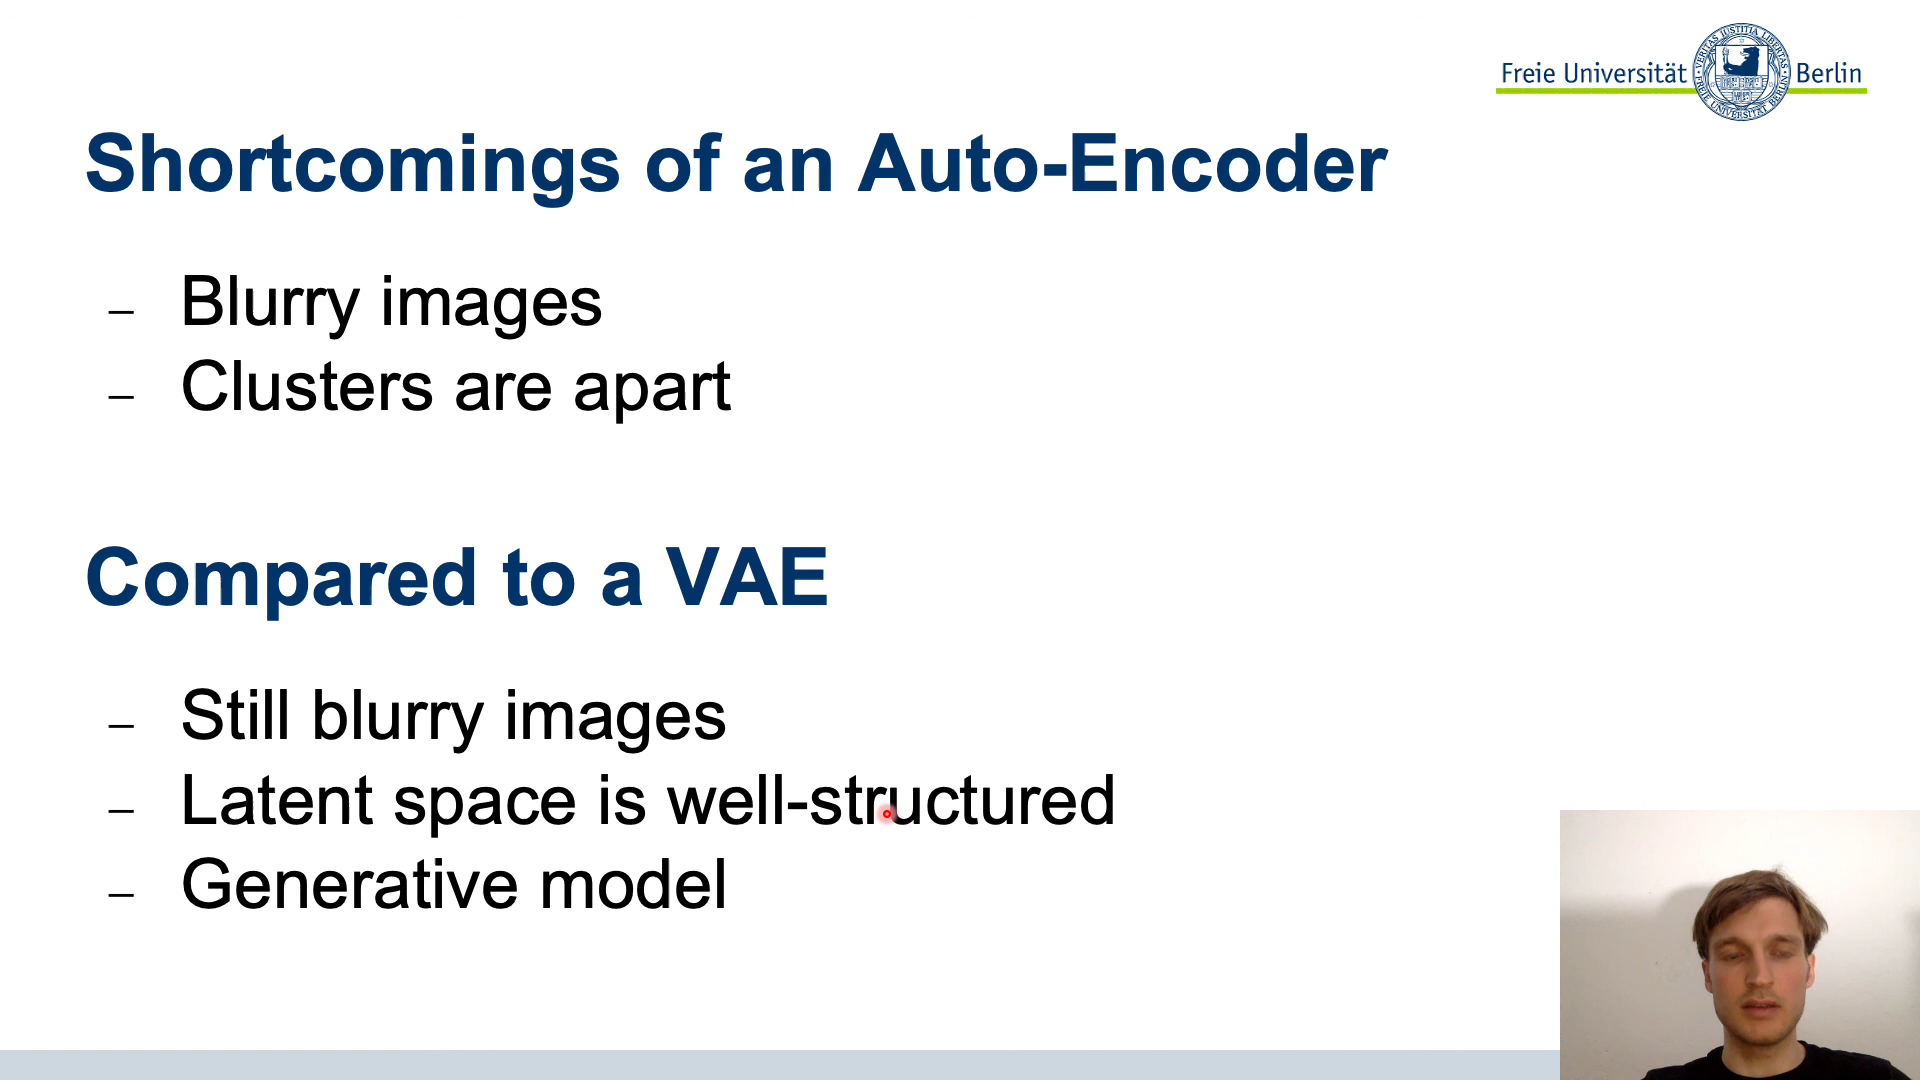 Freie Universität Berlin
Shortcomings of an Auto-Encoder
– Blurry images
– Clusters are apart
Compared to a VAE
– Still blurry images
– Latent space is well-structured
– Generative model